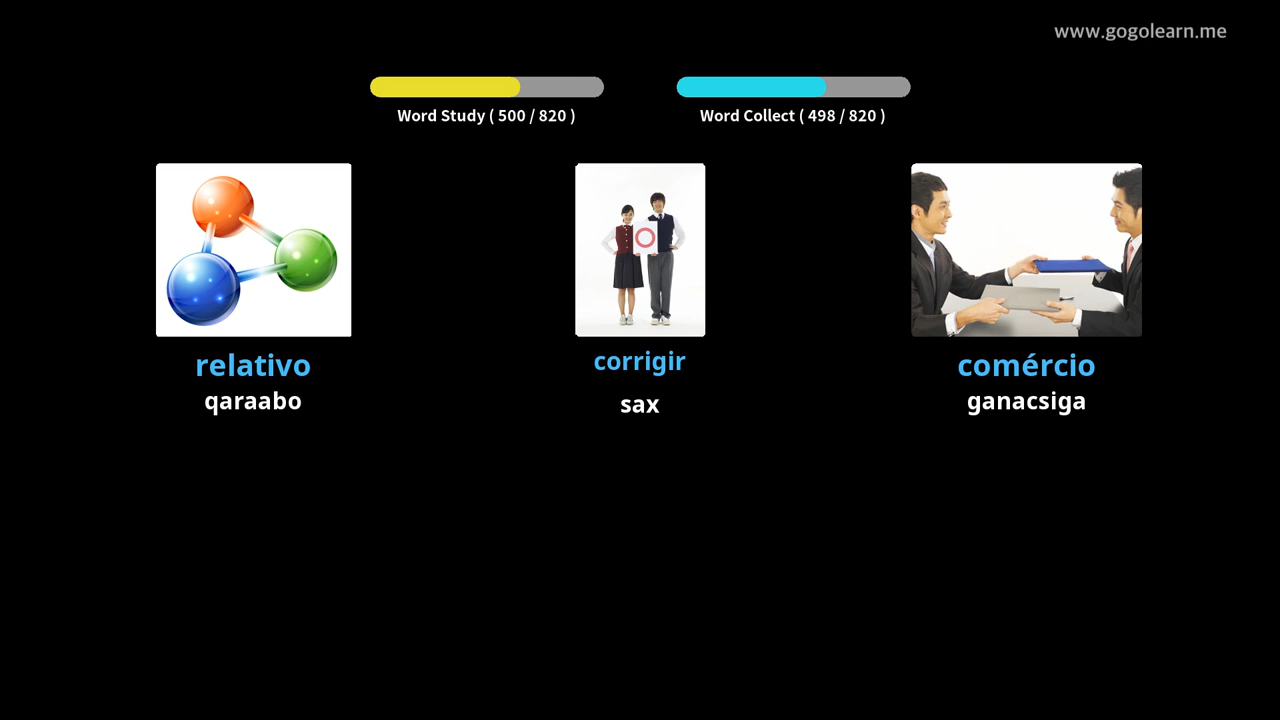 www.gogolearn.me
Word Study ( 500 / 820 )
Word Collect ( 498 / 820 )
relativo
qaraabo
corrigir
sax
comércio
ganacsiga